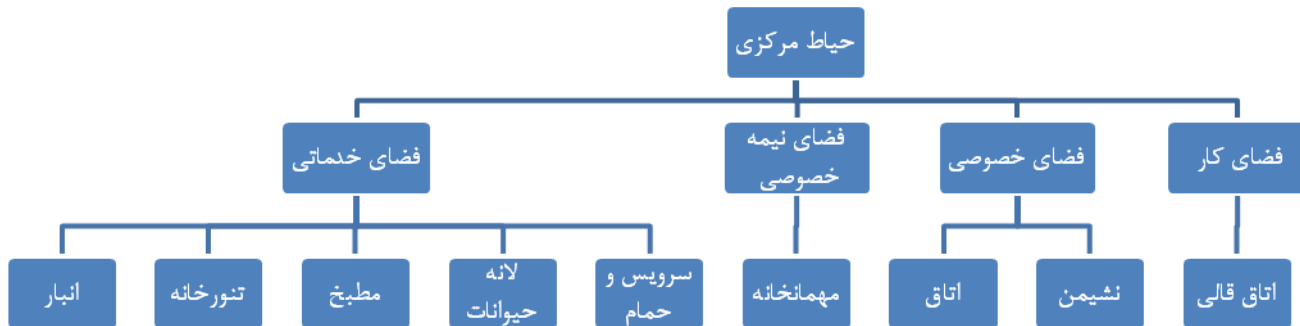 حیاط مرکزی
فضای کار
فضای خصوصی
فضای نیمه
خصوصی
فضای خدماتی
اتاق قالی
نشیمن
اتاق
مهمانخانه
سرویس و
حمام
لانه
حیوانات
مطبخ
تنورخانه
انبار